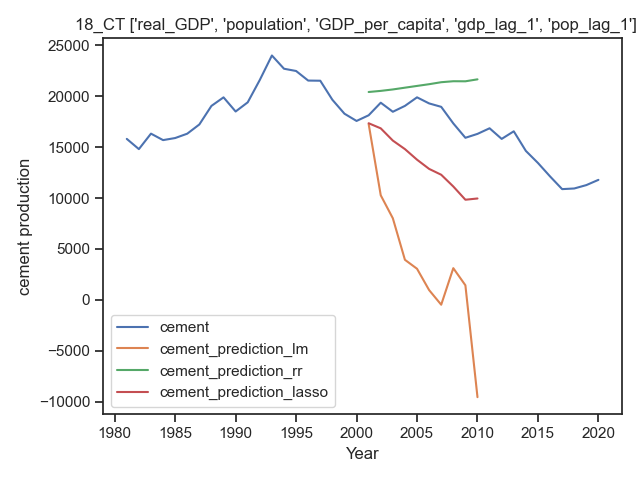 18_CT ['real_GDP', 'population', 'GDP_per_capita', 'gdp_lag_1', 'pop_lag_1']
25000
20000
15000
10000
5000
0
−5000
−10000
cement production
cement
cement_prediction_lm
cement_prediction_rr
cement_prediction_lasso
1980 1985 1990 1995 2000 2005 2010 2015 2020
Year